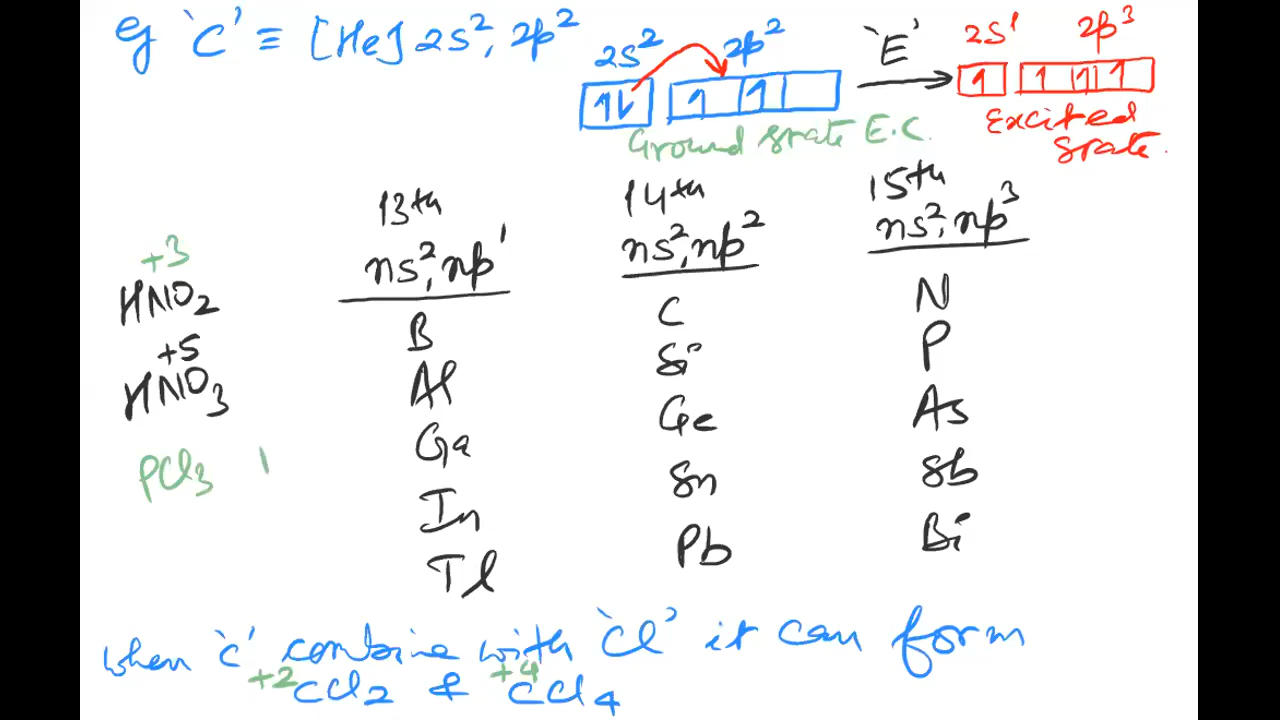 eg 'C' ≡ [He] 2s², 2p²
2s² 2p² 'E' 2s¹ 2p³
Ground state E.C. Excited state.
13th 14th 15th
ns², np¹ ns², np² ns², np³
+3
HNO₂ B C N
+5
HNO₃ Al Si P
Ga Ge As
PCl₃ In Sn Sb
Tl Pb Bi
when 'c' combine with 'Cl' it can form
+2 +4
CCl₂ & CCl₄